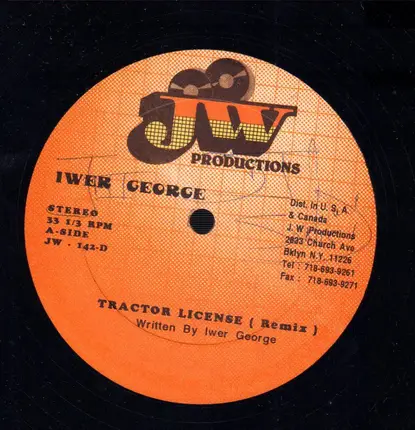 JW
PRODUCTIONS
IWER GEORGE
STEREO
33 1/3 RPM
A-SIDE
JW - 142-D
Dist. In U. S. A.
& Canada
J. W. Productions
2693 Church Ave
Bklyn N.Y. 11226
Tel : 718-693-9261
Fax : 718-693-9271
TRACTOR LICENSE ( Remix )
Written By Iwer George